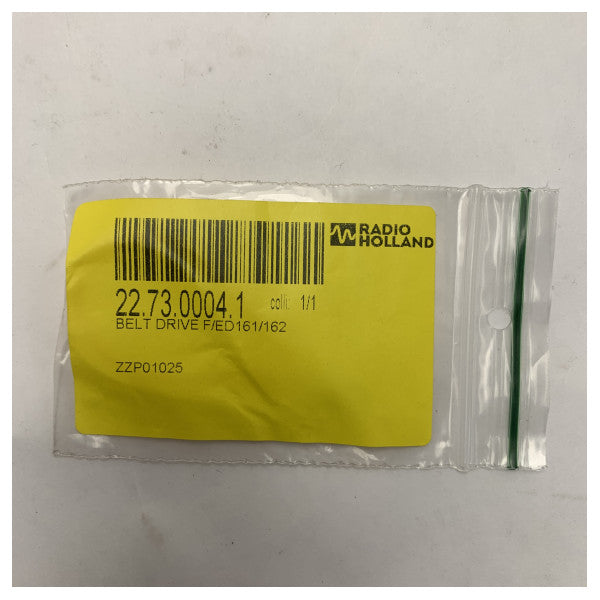 RADIO
HOLLAND
22.73.0004.1 colli: 1/1
BELT DRIVE F/ED161/162
ZZP01025